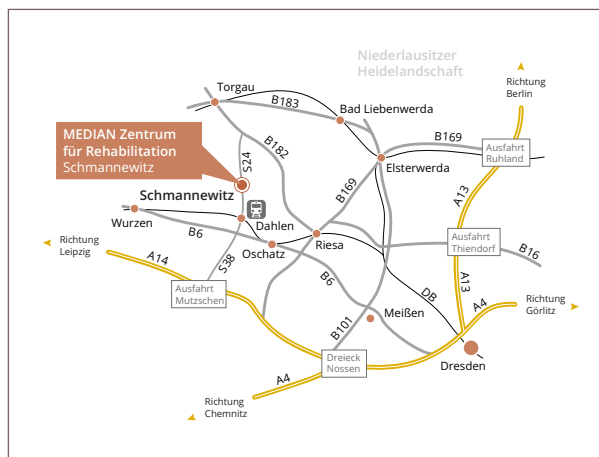 Niederlausitzer
Heidelandschaft
Richtung
Berlin
Torgau
B183
Bad Liebenwerda
MEDIAN Zentrum
für Rehabilitation
Schmannewitz
B182
B169
Ausfahrt
Ruhland
S24
Elsterwerda
Schmannewitz
B169
A13
Wurzen
B6
Dahlen
Oschatz
Riesa
Ausfahrt
Thiendorf
B16
Richtung
Leipzig
A14
S38
Ausfahrt
Mutzschen
B6
DB
A13
A4
Richtung
Görlitz
Meißen
B101
Dreieck
Nossen
Dresden
A4
Richtung
Chemnitz